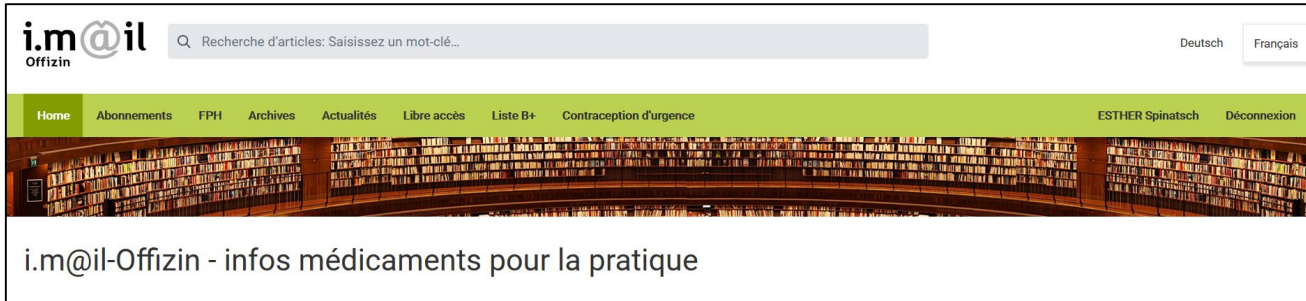 i.m@il
Offizin
Recherche d'articles: Saisissez un mot-clé...
Deutsch
Français
Home
Abonnements
FPH
Archives
Actualités
Libre accès
Liste B+
Contraception d'urgence
ESTHER Spinatsch
Déconnexion
i.m@il-Offizin - infos médicaments pour la pratique